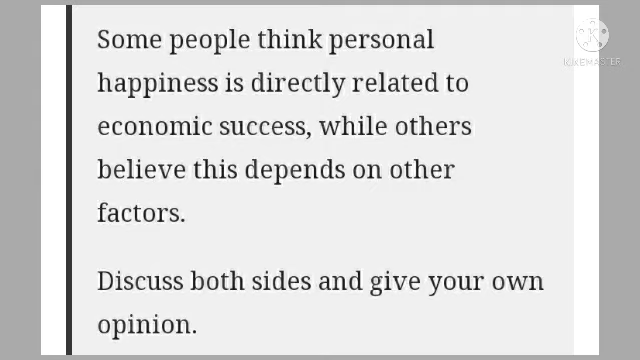 Some people think personal
happiness is directly related to
economic success, while others
believe this depends on other
factors.
Discuss both sides and give your own
opinion.
KINEMASTER